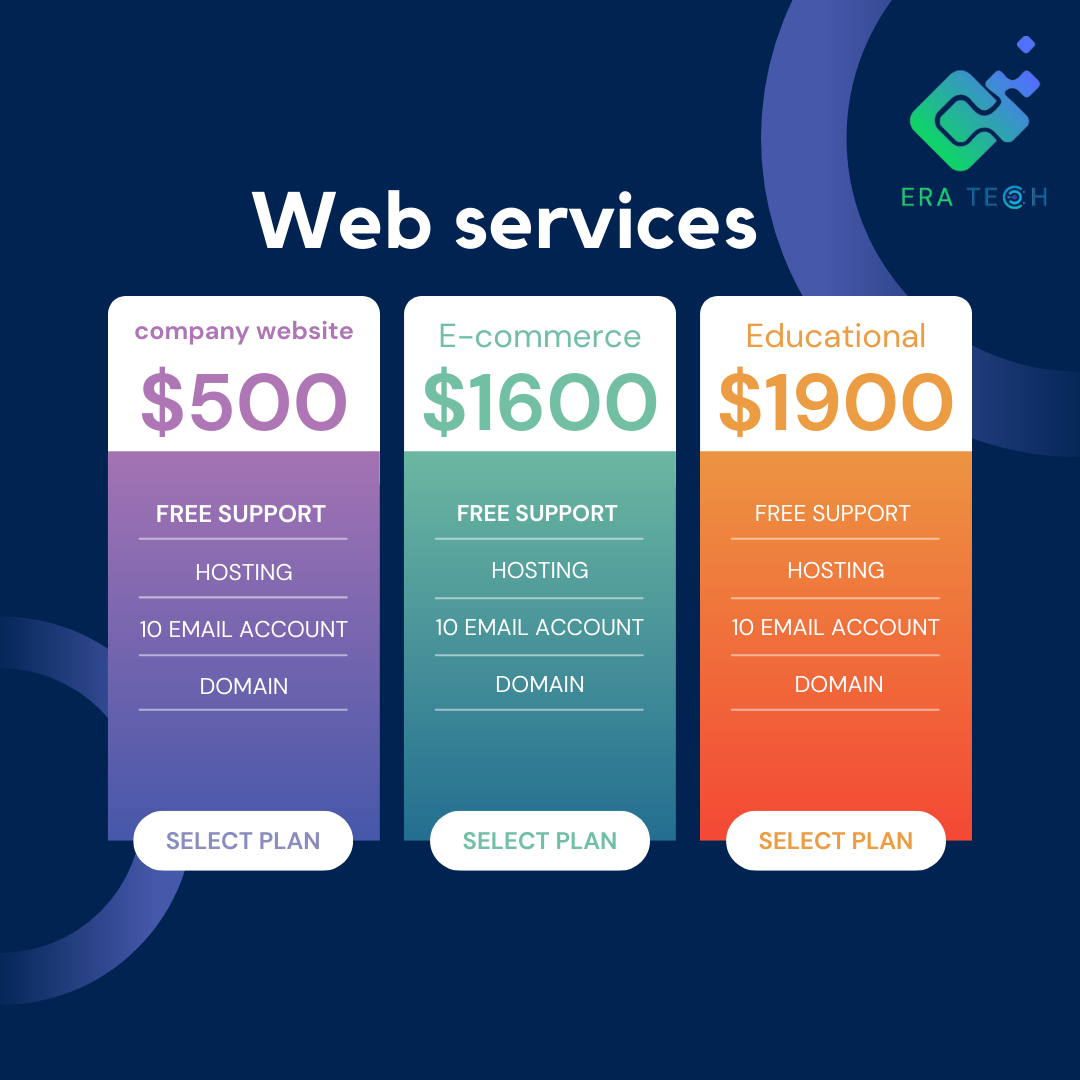 ERA TECH
Web services
company website
$500
FREE SUPPORT
HOSTING
10 EMAIL ACCOUNT
DOMAIN
SELECT PLAN
E-commerce
$1600
FREE SUPPORT
HOSTING
10 EMAIL ACCOUNT
DOMAIN
SELECT PLAN
Educational
$1900
FREE SUPPORT
HOSTING
10 EMAIL ACCOUNT
DOMAIN
SELECT PLAN